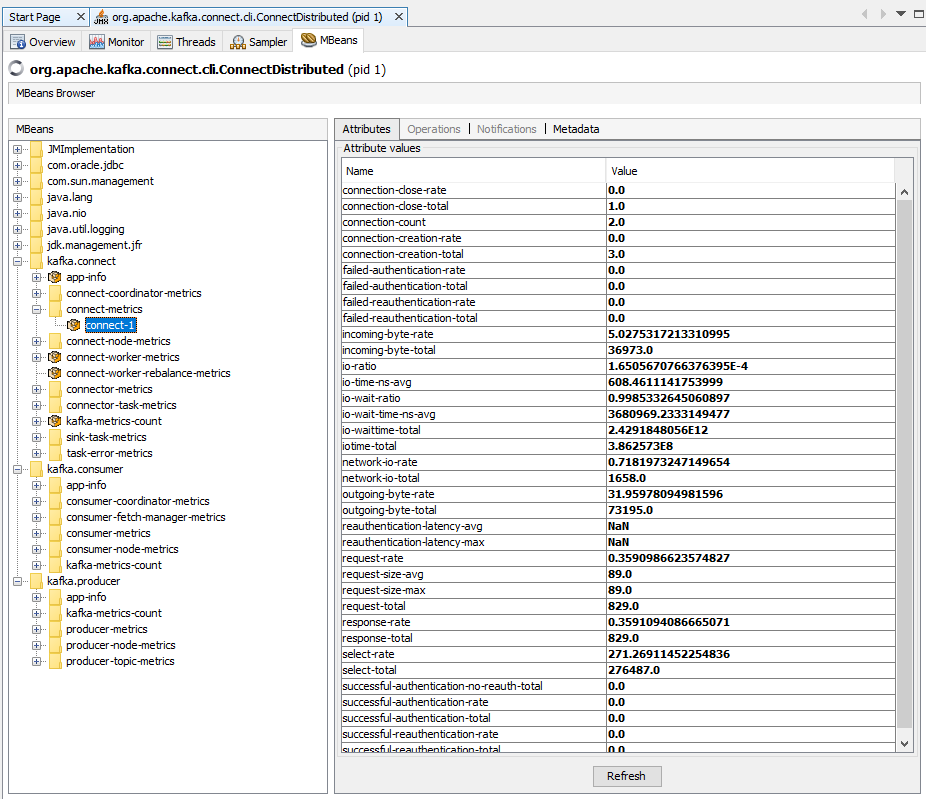 Start Page
org.apache.kafka.connect.cli.ConnectDistributed (pid 1)
Overview Monitor Threads Sampler MBeans
org.apache.kafka.connect.cli.ConnectDistributed (pid 1)
MBeans Browser
MBeans
JMImplementation
com.oracle.jdbc
com.sun.management
java.lang
java.nio
java.util.logging
jdk.management.jfr
kafka.connect
app-info
connect-coordinator-metrics
connect-metrics
connect-1
connect-node-metrics
connect-worker-metrics
connect-worker-rebalance-metrics
connector-metrics
connector-task-metrics
kafka-metrics-count
sink-task-metrics
task-error-metrics
kafka.consumer
app-info
consumer-coordinator-metrics
consumer-fetch-manager-metrics
consumer-metrics
consumer-node-metrics
kafka-metrics-count
kafka.producer
app-info
kafka-metrics-count
producer-metrics
producer-node-metrics
producer-topic-metrics
Attributes Operations Notifications Metadata
Attribute values
Name Value
connection-close-rate 0.0
connection-close-total 1.0
connection-count 2.0
connection-creation-rate 0.0
connection-creation-total 3.0
failed-authentication-rate 0.0
failed-authentication-total 0.0
failed-reauthentication-rate 0.0
failed-reauthentication-total 0.0
incoming-byte-rate 5.0275317213310995
incoming-byte-total 36973.0
io-ratio 1.6505670766376395E-4
io-time-ns-avg 608.4611141753999
io-wait-ratio 0.9985332645060897
io-wait-time-ns-avg 3680969.2333149477
io-waittime-total 2.4291848056E12
iotime-total 3.862573E8
network-io-rate 0.7181973247149654
network-io-total 1658.0
outgoing-byte-rate 31.95978094981596
outgoing-byte-total 73195.0
reauthentication-latency-avg NaN
reauthentication-latency-max NaN
request-rate 0.3590986623574827
request-size-avg 89.0
request-size-max 89.0
request-total 829.0
response-rate 0.3591094086665071
response-total 829.0
select-rate 271.26911452254836
select-total 276487.0
successful-authentication-no-reauth-total 0.0
successful-authentication-rate 0.0
successful-authentication-total 0.0
successful-reauthentication-rate 0.0
successful-reauthentication-total 0.0
Refresh